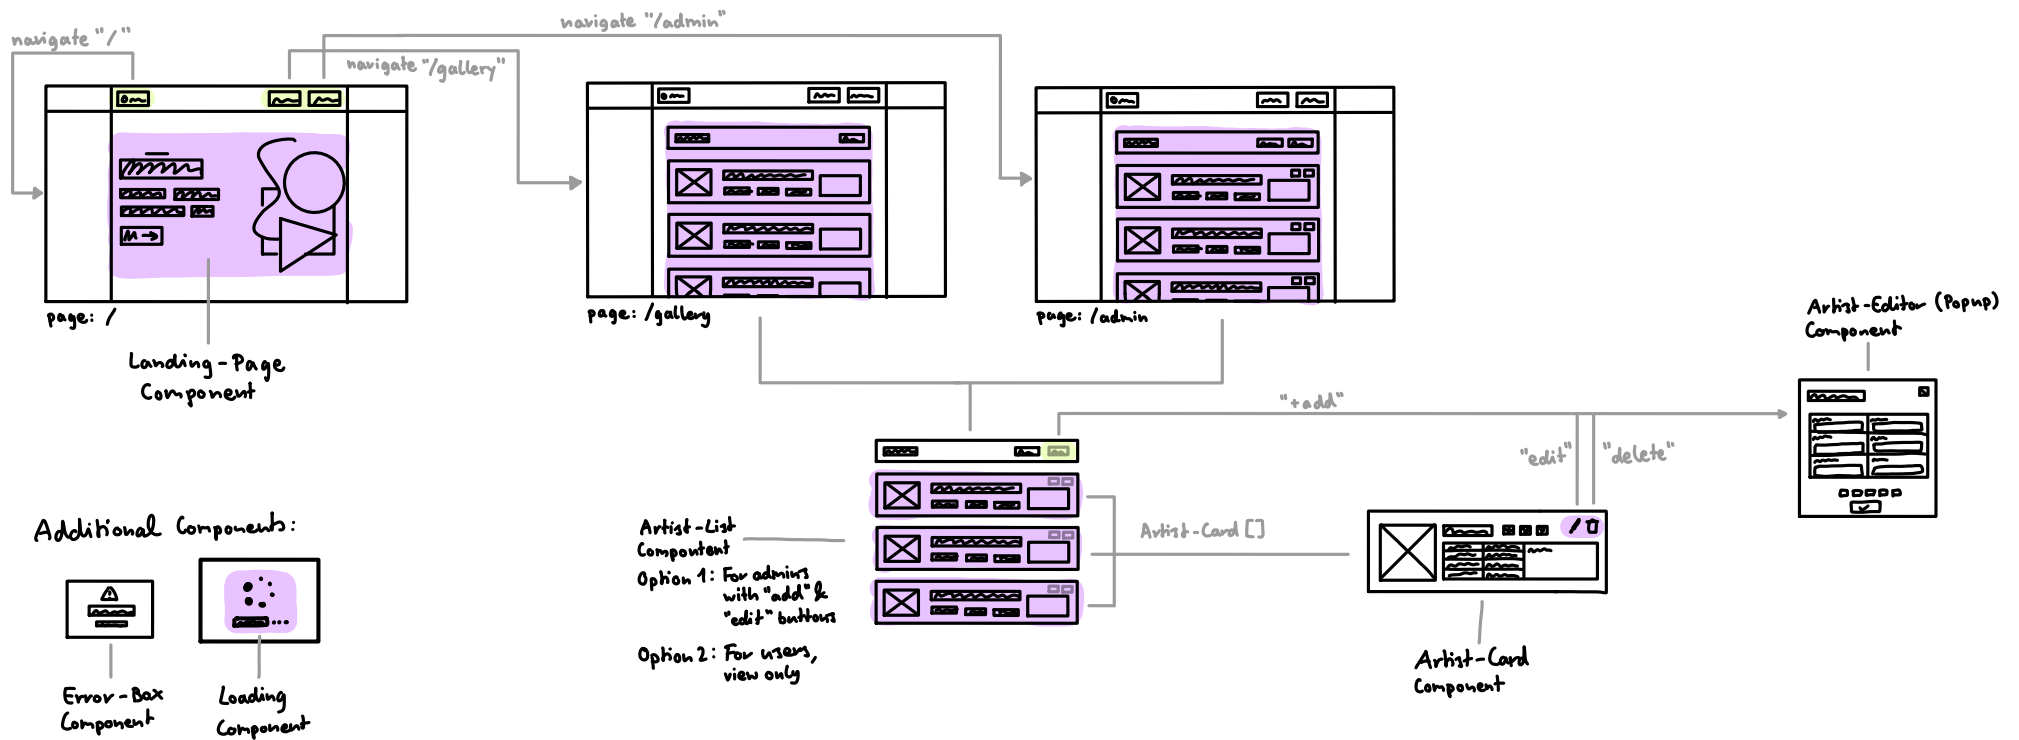 navigate "/"
navigate "/admin"
navigate "/gallery"
page: /
page: /gallery
page: /admin
Landing-Page
Component
Artist-Editor (Popup)
Component
"+add"
"edit"
"delete"
Artist-List
Compontent
Option 1: For admins
with "add" &
"edit" buttons
Option 2: For users,
view only
Artist-Card []
Artist-Card
Component
Additional Components:
Error-Box
Component
Loading
Component